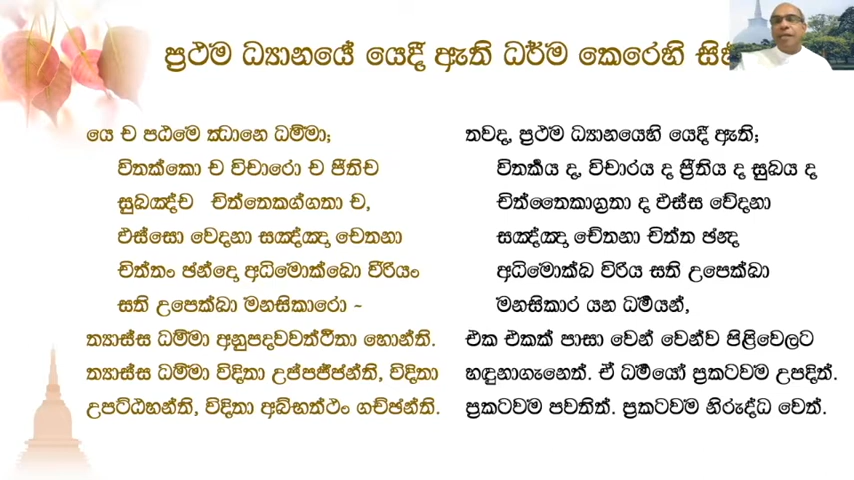 ප්‍රථම ධ්‍යානයේ යෙදී ඇති ධර්ම කෙරෙහි
යෙ ච පඨමෙ ඣානෙ ධම්මා;
විතක්කො ච විචාරො ච පීතිච
සුඛඤ්ච චිත්තෙකග්ගතා ච,
ඵස්සො වෙදනා සඤ්ඤා චෙතනා
චිත්තං ඡන්දො අධිමොක්ඛො වීරියං
සති උපෙක්ඛා මනසිකාරො ~
ත්‍යාස්ස ධම්මා අනුපදවවත්ථිතා හොන්ති.
ත්‍යාස්ස ධම්මා විදිතා උප්පජ්ජන්ති, විදිතා
උපට්ඨහන්ති, විදිතා අබ්භත්ථං ගච්ඡන්ති.
තවද, ප්‍රථම ධ්‍යානයෙහි යෙදී ඇති;
විතර්‍කය ද, විචාරය ද ප්‍රීතිය ද සුඛය ද
චිත්තෛකාග්‍රතා ද ඵස්ස වේදනා
සඤ්ඤා චේතනා චිත්ත ඡන්‍ද
අධිමොක්ඛ විරිය සති උපෙක්ඛා
මනසිකාර යන ධර්‍මයන්,
එක එකක් පාසා වෙන් වෙන්ව පිළිවෙලට
හඳුනාගැනෙත්. ඒ ධර්‍මයෝ ප්‍රකටවම උපදිත්.
ප්‍රකටවම පවතිත්. ප්‍රකටවම නිරුද්ධ වෙත්.